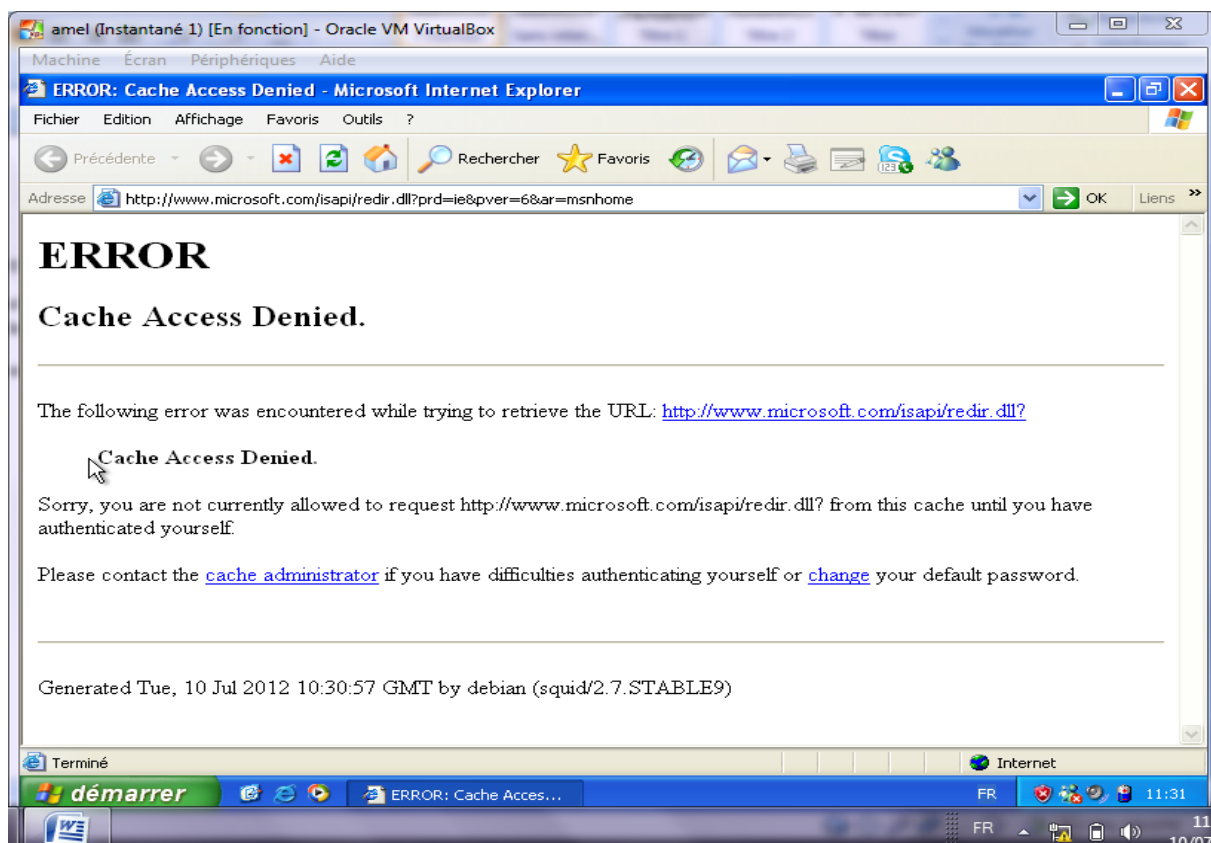 amel (Instantané 1) [En fonction] - Oracle VM VirtualBox
Machine Écran Périphériques Aide
ERROR: Cache Access Denied - Microsoft Internet Explorer
Fichier Edition Affichage Favoris Outils ?
Précédente Rechercher Favoris
Adresse http://www.microsoft.com/isapi/redir.dll?prd=ie&pver=6&ar=msnhome OK Liens »
ERROR
Cache Access Denied.
The following error was encountered while trying to retrieve the URL: http://www.microsoft.com/isapi/redir.dll?
Cache Access Denied.
Sorry, you are not currently allowed to request http://www.microsoft.com/isapi/redir.dll? from this cache until you have
authenticated yourself.
Please contact the cache administrator if you have difficulties authenticating yourself or change your default password.
Generated Tue, 10 Jul 2012 10:30:57 GMT by debian (squid/2.7.STABLE9)
Terminé Internet
démarrer ERROR: Cache Acces... FR 11:31
FR 11